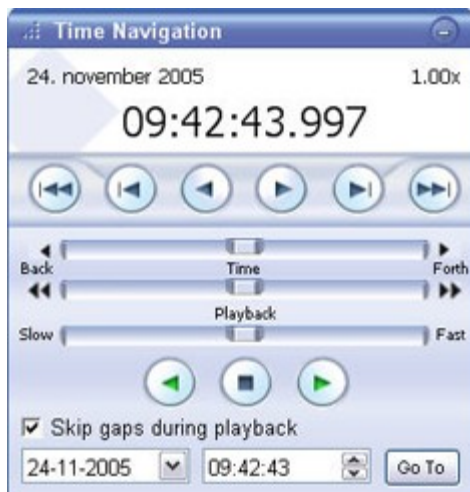 Time Navigation
24. november 2005 1.00x
09:42:43.997
Back Time Forth
Playback
Slow Fast
Skip gaps during playback
24-11-2005 09:42:43 Go To